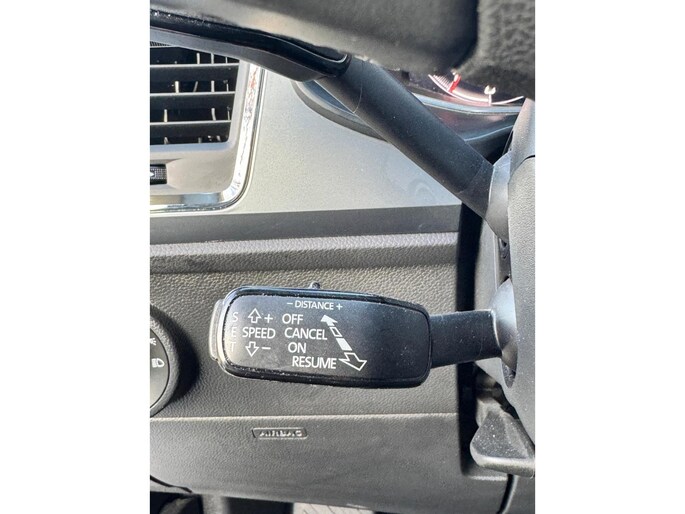 - DISTANCE +
S + OFF
E SPEED CANCEL
T - ON
RESUME
AIRBAG